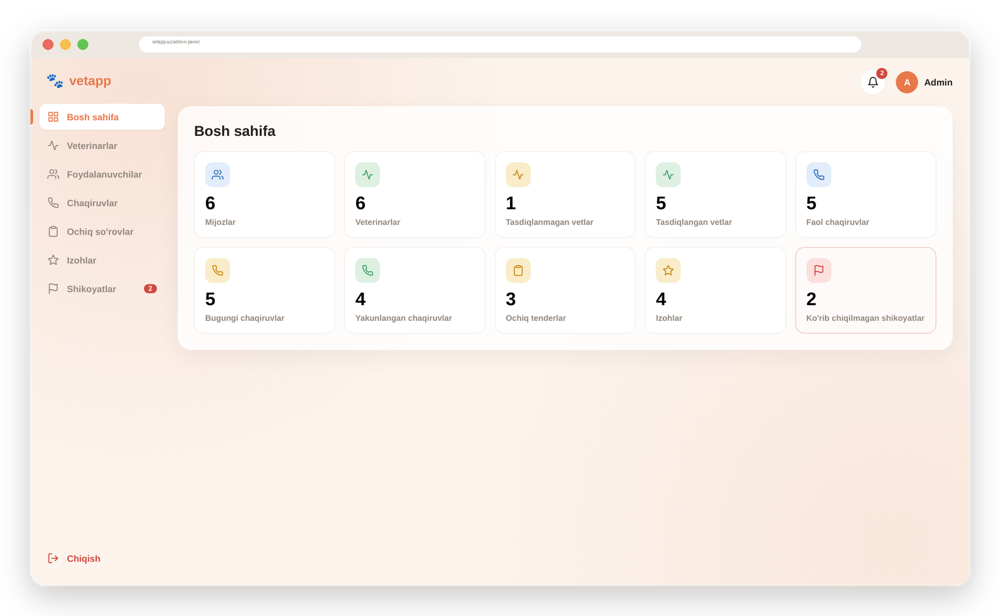 vetapp.uz/admin-panel
vetapp
2
A
Admin
Bosh sahifa
Veterinarlar
Foydalanuvchilar
Chaqiruvlar
Ochiq so'rovlar
Izohlar
Shikoyatlar 2
Chiqish
Bosh sahifa
6
Mijozlar
6
Veterinarlar
1
Tasdiqlanmagan vetlar
5
Tasdiqlangan vetlar
5
Faol chaqiruvlar
5
Bugungi chaqiruvlar
4
Yakunlangan chaqiruvlar
3
Ochiq tenderlar
4
Izohlar
2
Ko'rib chiqilmagan shikoyatlar